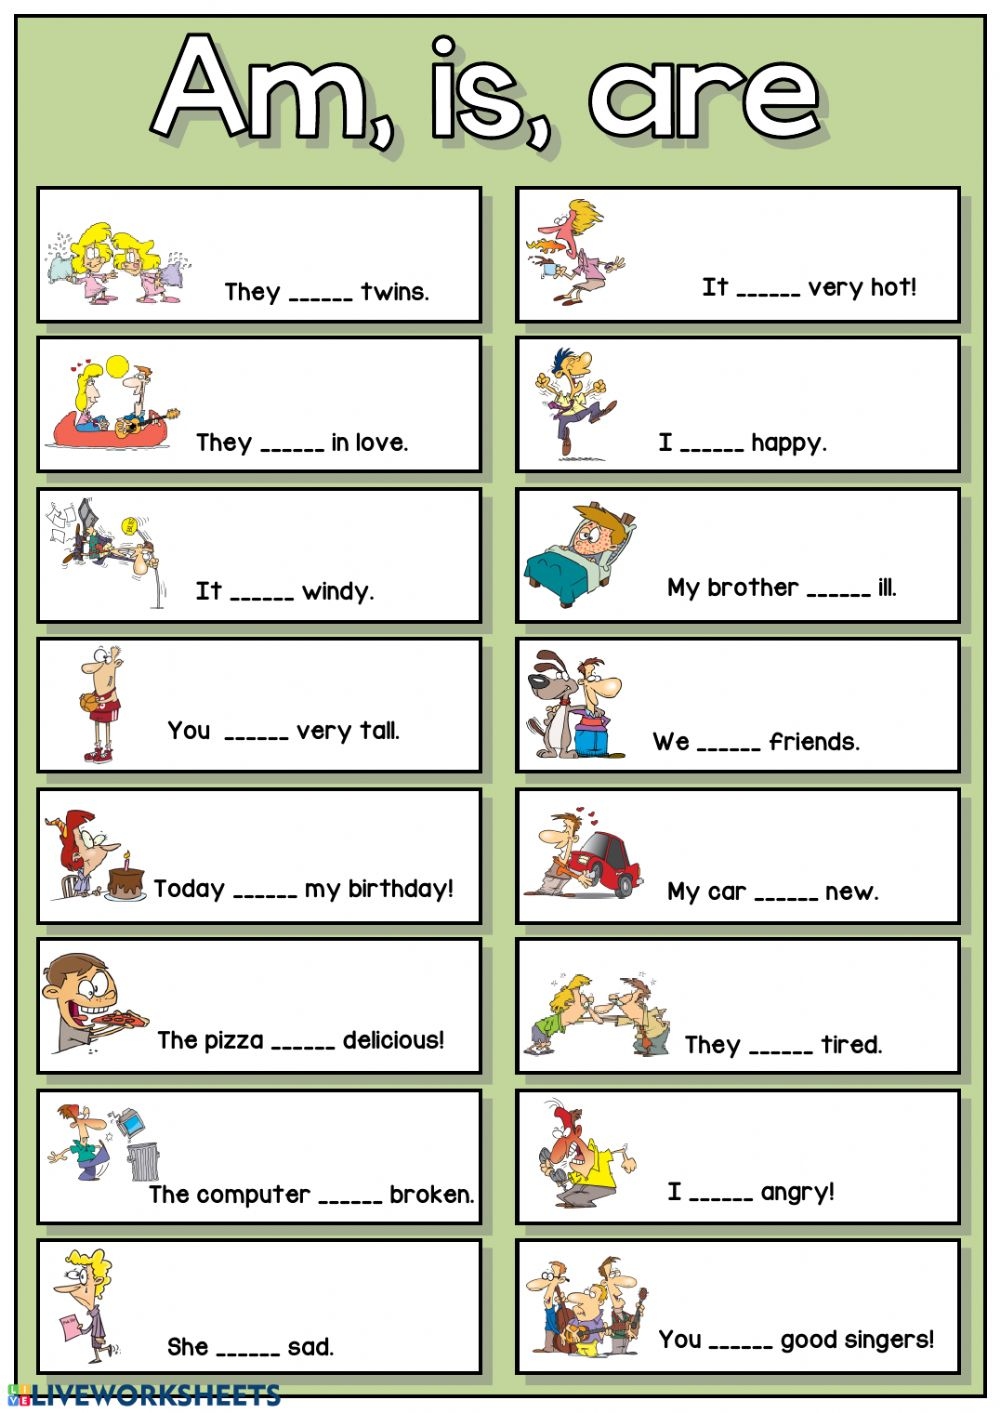 Am, is, are
They ______ twins.
It ______ very hot!
They ______ in love.
I ______ happy.
It ______ windy.
My brother ______ ill.
You ______ very tall.
We ______ friends.
Today ______ my birthday!
My car ______ new.
The pizza ______ delicious!
They ______ tired.
The computer ______ broken.
I ______ angry!
She ______ sad.
You ______ good singers!
LIVE LIVEWORKSHEETS